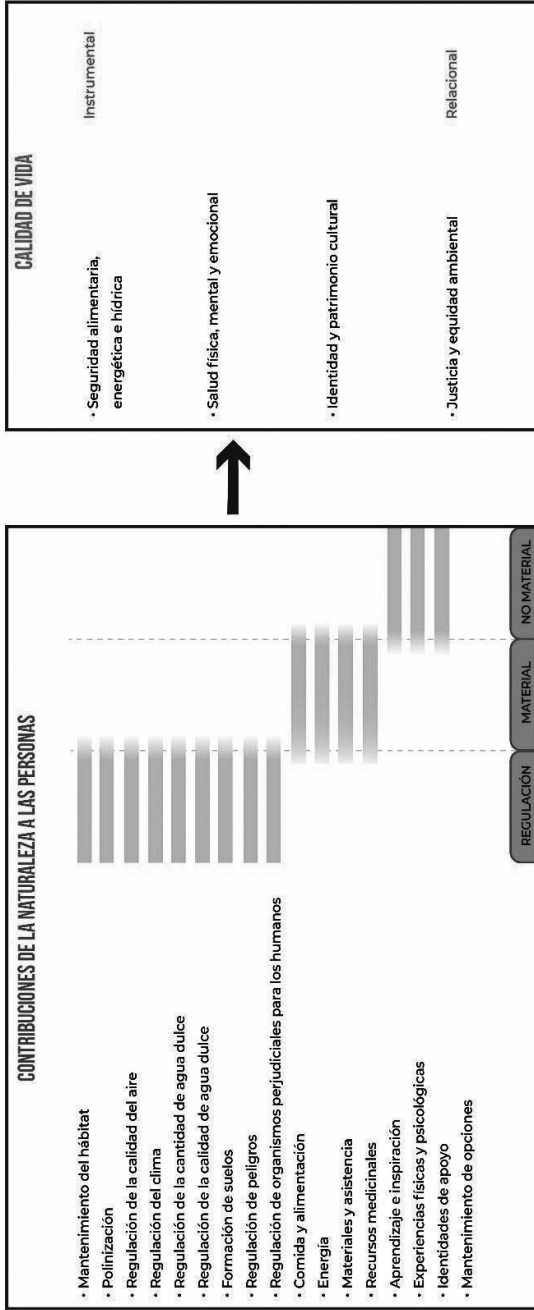 CONTRIBUCIONES DE LA NATURALEZA A LAS PERSONAS
• Mantenimiento del hábitat
• Polinización
• Regulación de la calidad del aire
• Regulación del clima
• Regulación de la cantidad de agua dulce
• Regulación de la calidad de agua dulce
• Formación de suelos
• Regulación de peligros
• Regulación de organismos perjudiciales para los humanos
• Comida y alimentación
• Energía
• Materiales y asistencia
• Recursos medicinales
• Aprendizaje e inspiración
• Experiencias físicas y psicológicas
• Identidades de apoyo
• Mantenimiento de opciones
REGULACIÓN
MATERIAL
NO MATERIAL
CALIDAD DE VIDA
• Seguridad alimentaria,
energética e hídrica
Instrumental
• Salud física, mental y emocional
• Identidad y patrimonio cultural
• Justicia y equidad ambiental
Relacional